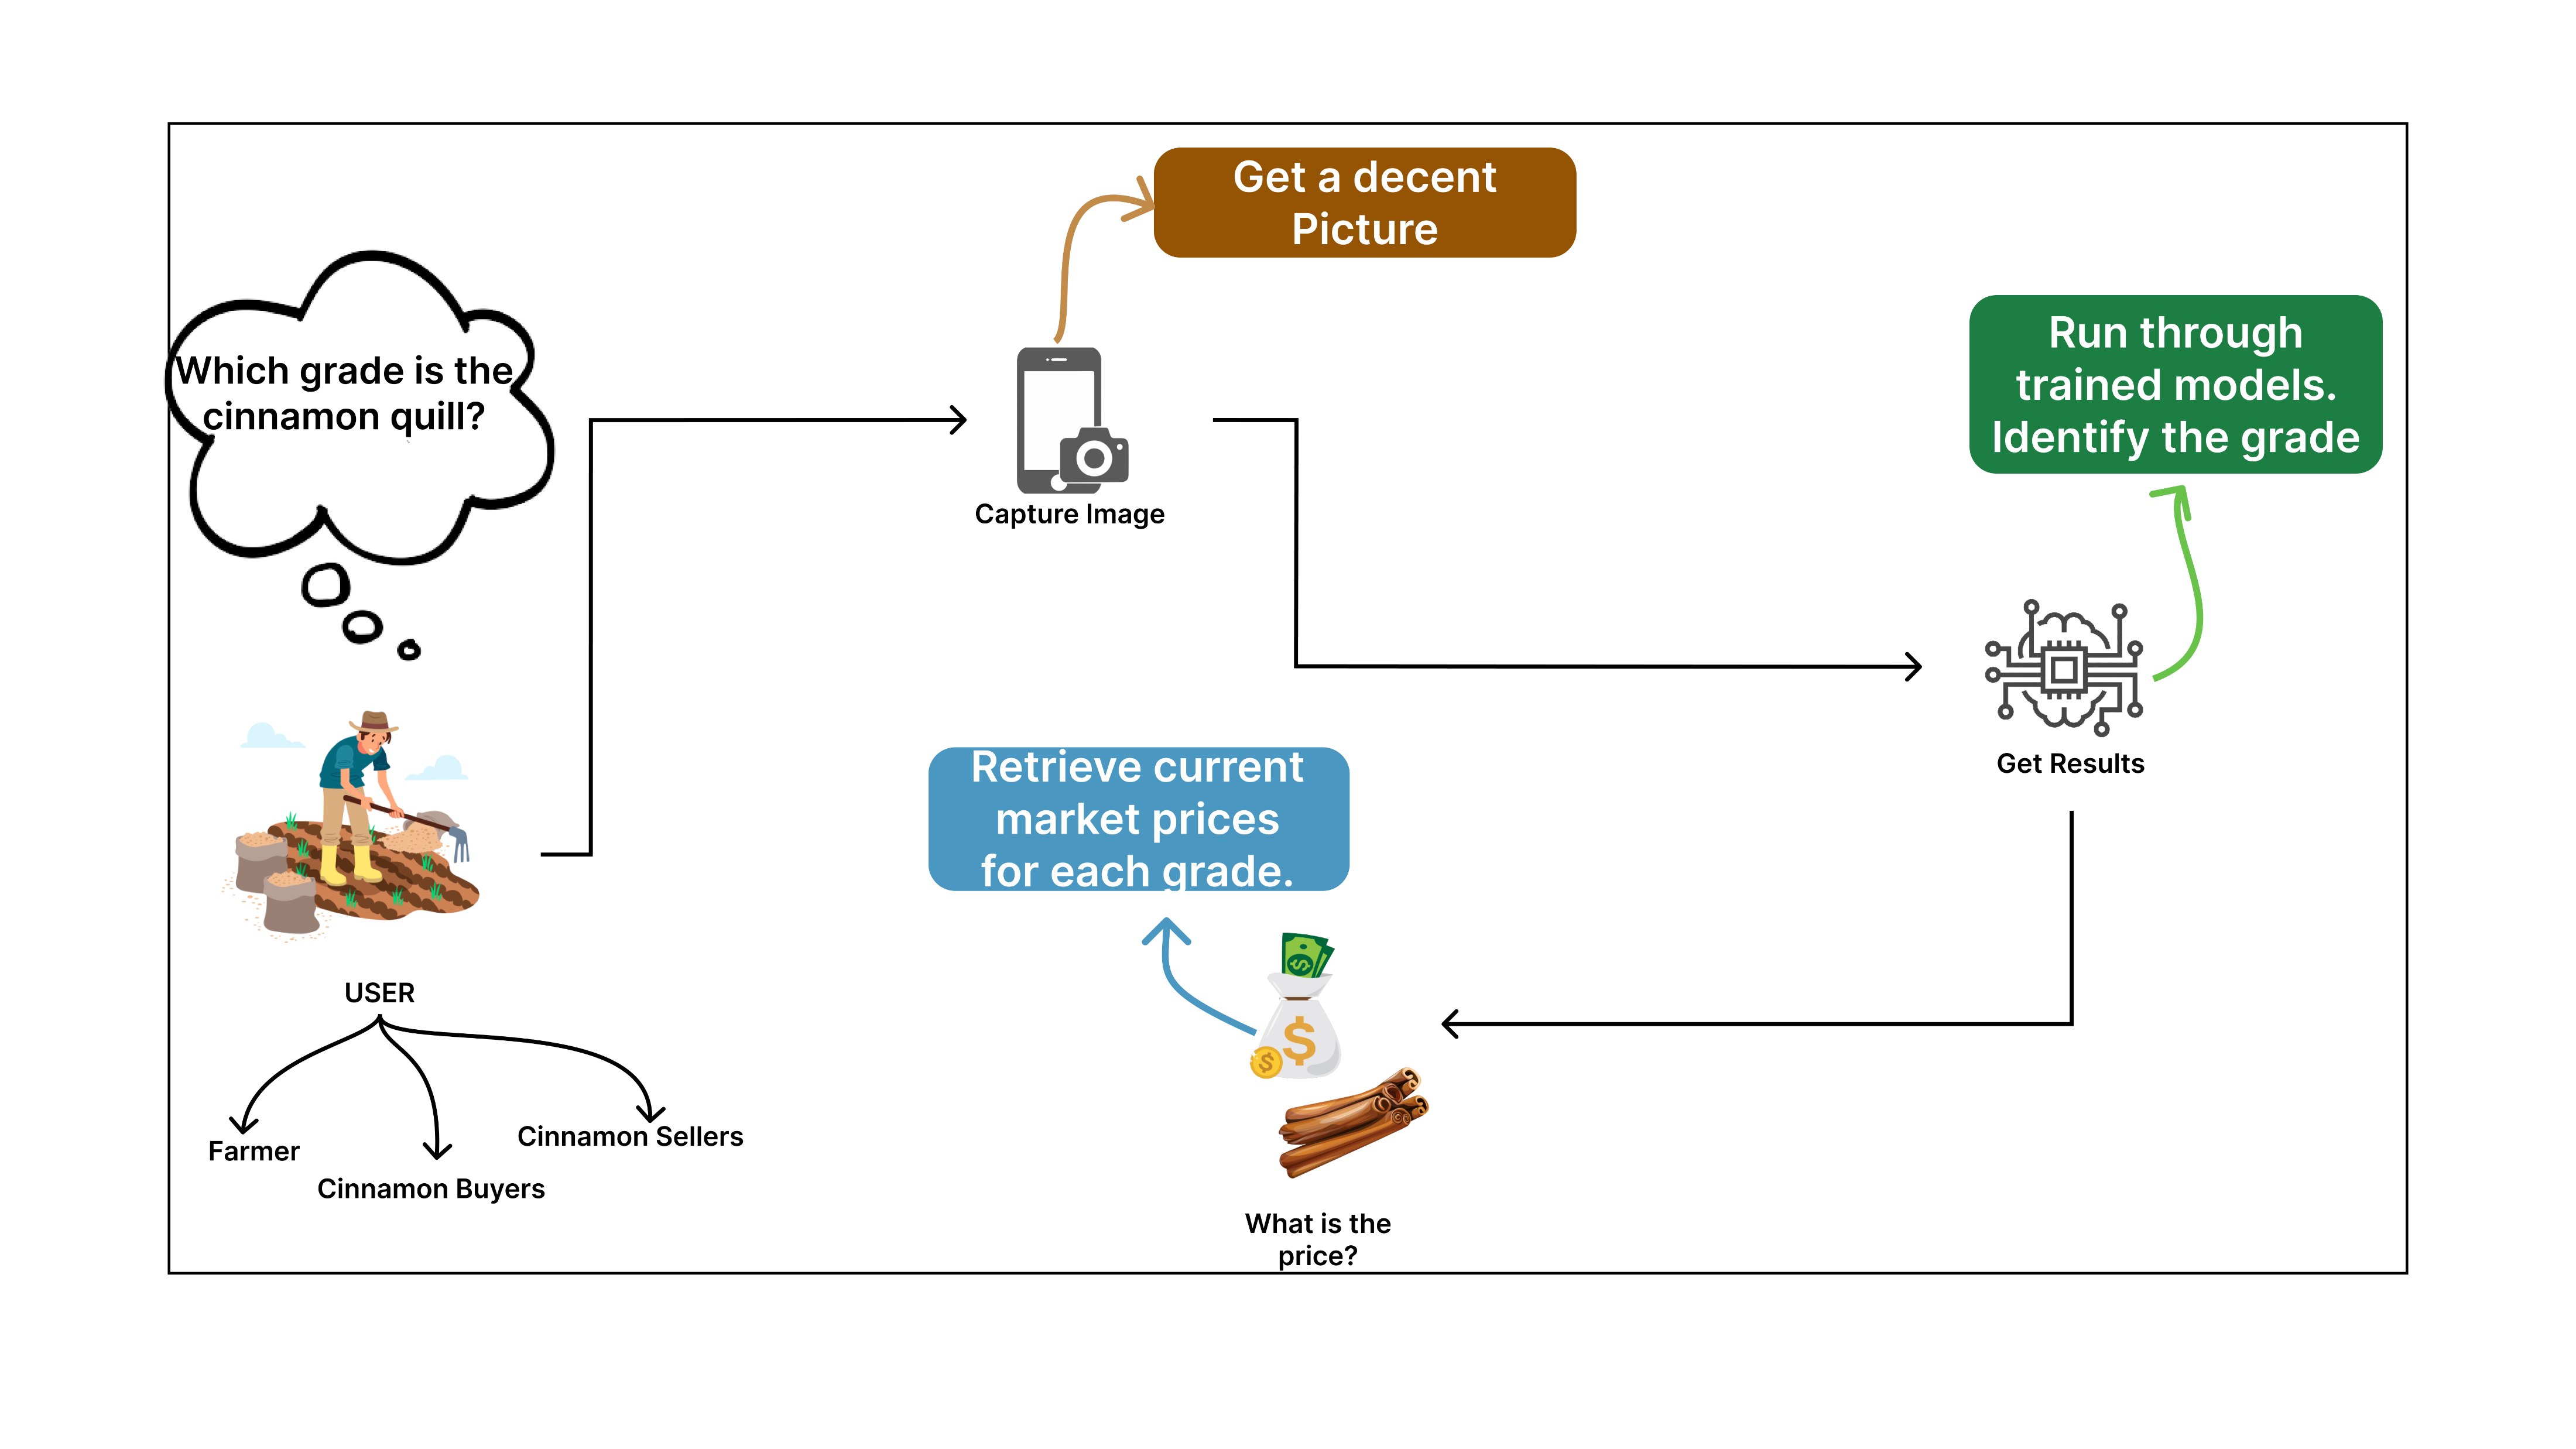 Get a decent
Picture
Which grade is the
cinnamon quill?
Run through
trained models.
Identify the grade
Capture Image
Get Results
Retrieve current
market prices
for each grade.
$
$
$
USER
Farmer
Cinnamon Buyers
Cinnamon Sellers
What is the
price?